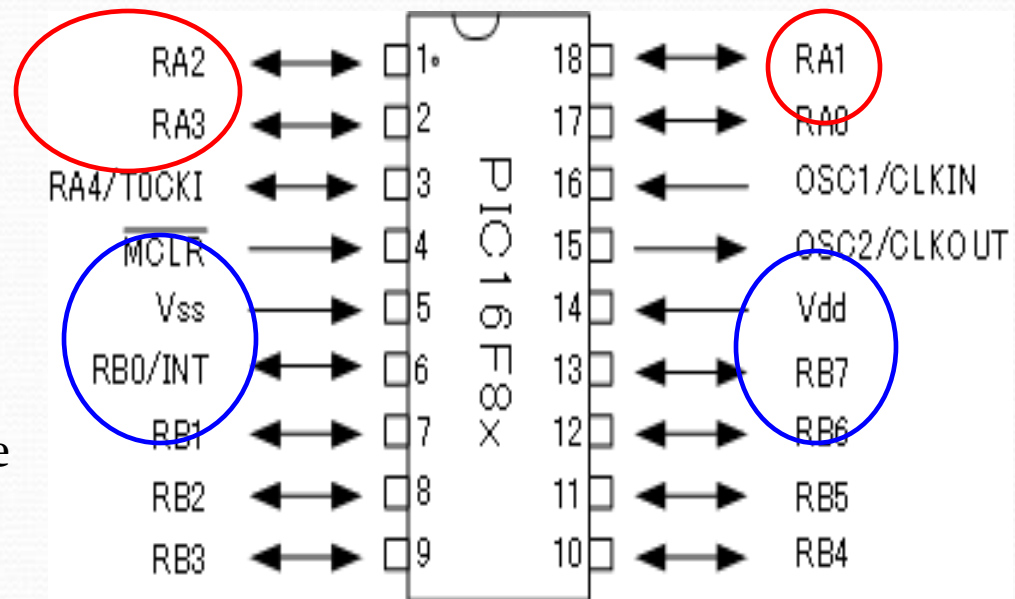 RA2 1 18 RA1
RA3 2 17 RA0
RA4/T0CKI 3 16 OSC1/CLKIN
MCLR 4 15 OSC2/CLKOUT
Vss 5 14 Vdd
RB0/INT 6 13 RB7
RB1 7 12 RB6
RB2 8 11 RB5
RB3 9 10 RB4
PIC16F8X
e